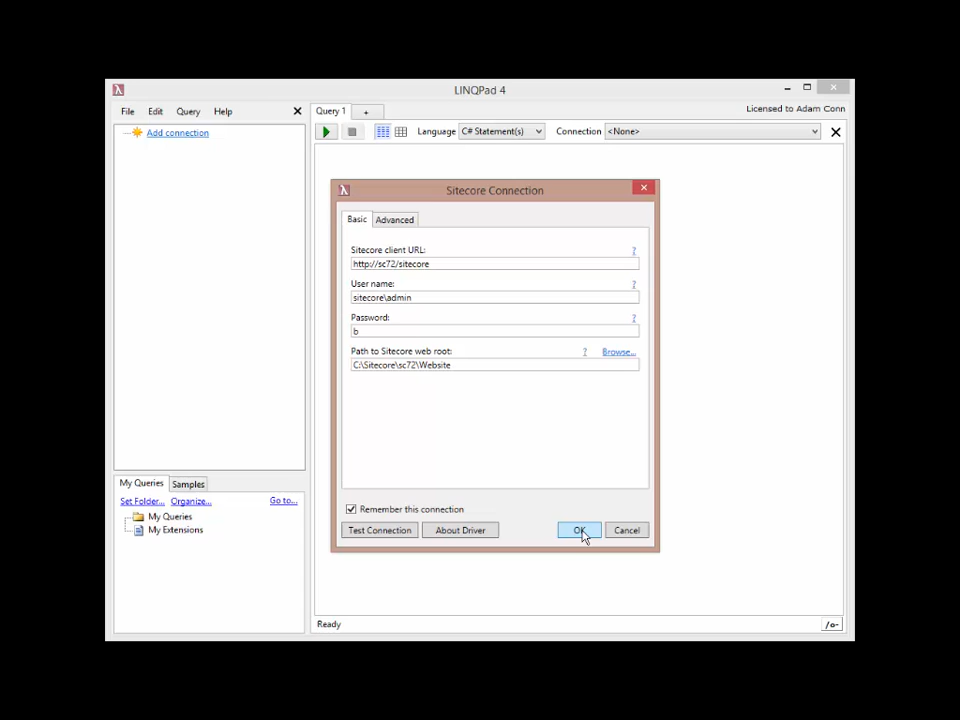 LINQPad 4
File Edit Query Help
Query 1 +
Licensed to Adam Conn
Add connection
Language C# Statement(s) Connection <None>
Sitecore Connection
Basic Advanced
Sitecore client URL: ?
http://sc72/sitecore
User name: ?
sitecore\admin
Password: ?
b
Path to Sitecore web root: ? Browse...
C:\Sitecore\sc72\Website
Remember this connection
Test Connection About Driver OK Cancel
My Queries Samples
Set Folder... Organize... Go to...
My Queries
My Extensions
Ready /o-